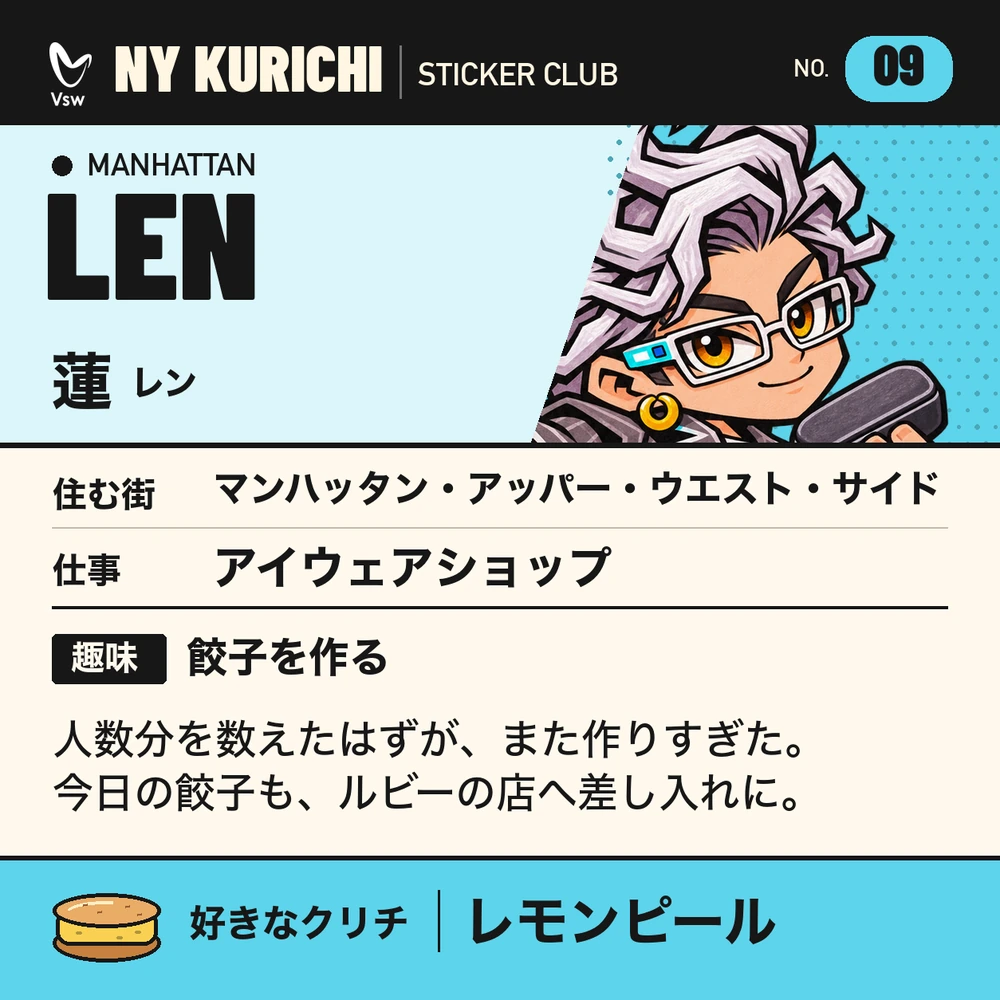 Vsw
NY KURICHI
STICKER CLUB
NO. 09
MANHATTAN
LEN
蓮 レン
住む街 マンハッタン・アッパー・ウエスト・サイド
仕事 アイウェアショップ
趣味 餃子を作る
人数分を数えたはずが、また作りすぎた。
今日の餃子も、ルビーの店へ差し入れに。
好きなクリチ レモンピール